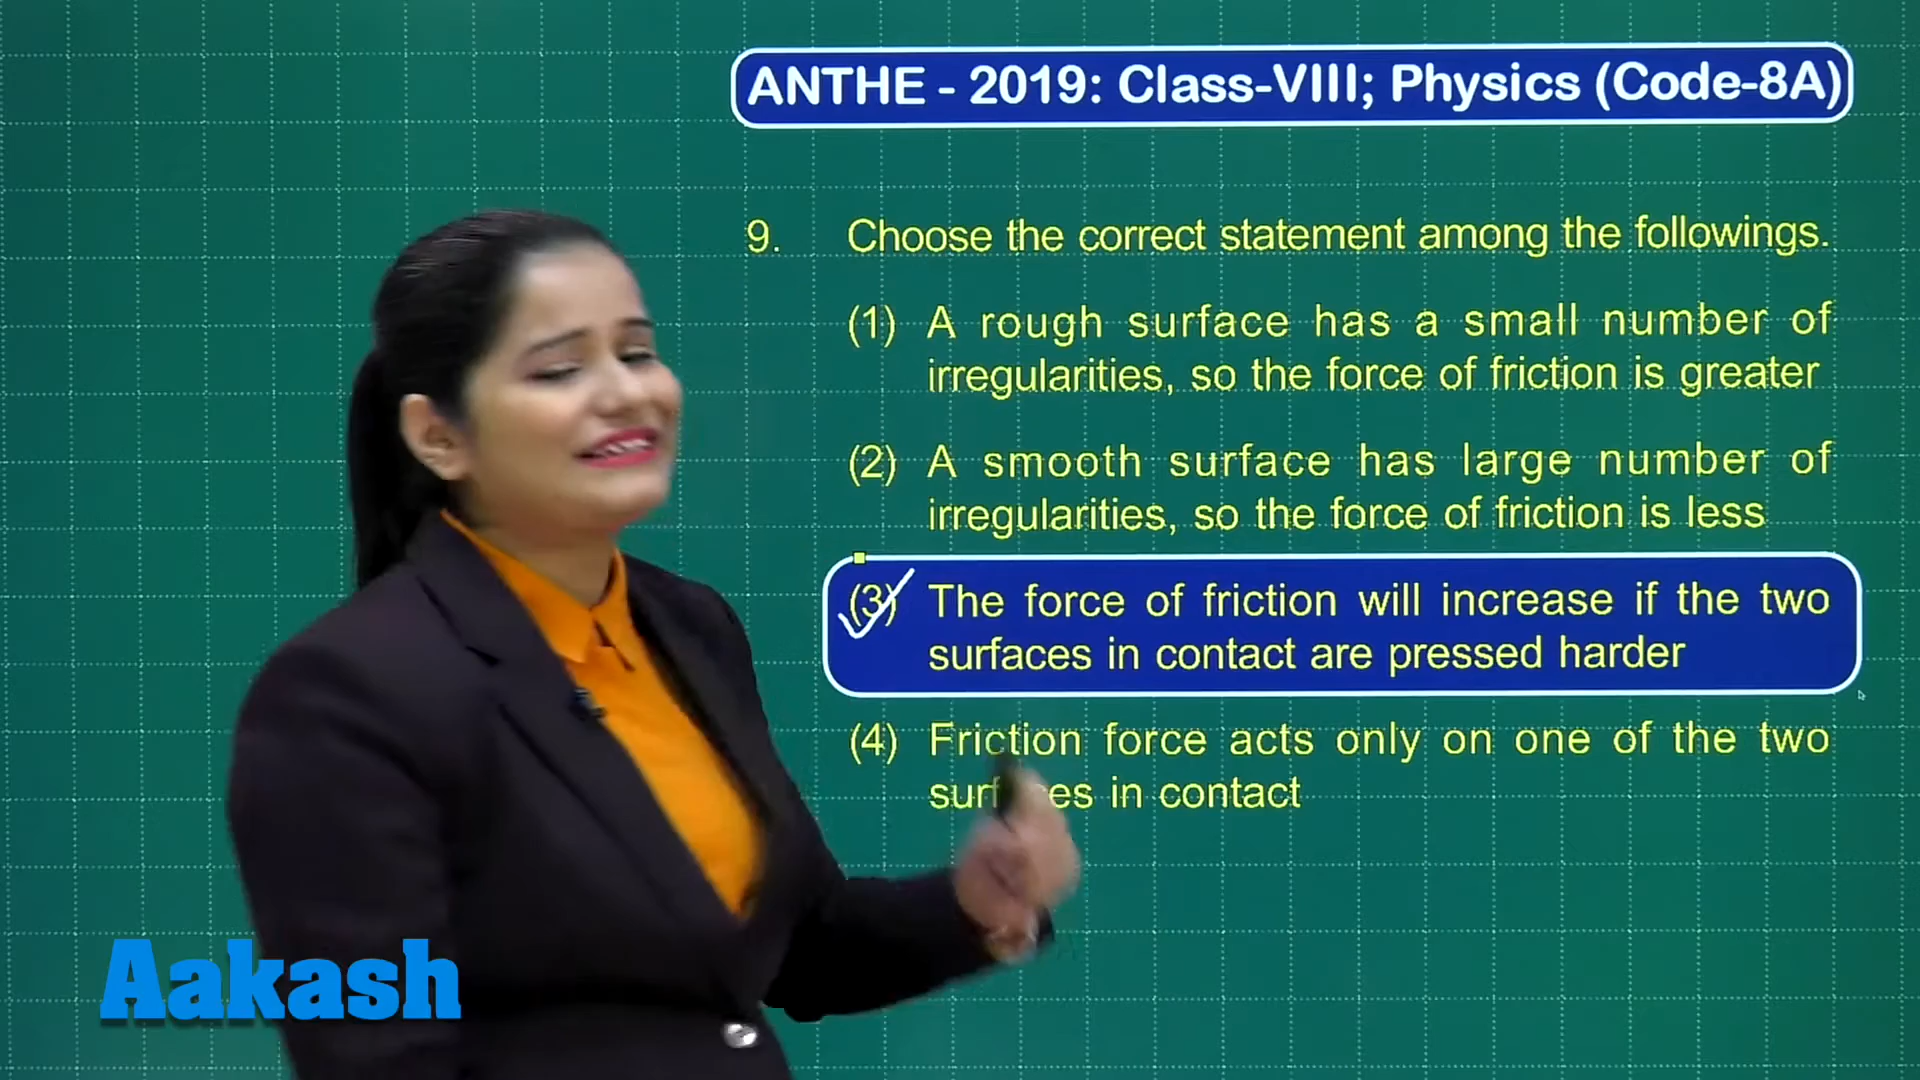 ANTHE - 2019: Class-VIII; Physics (Code-8A)
9. Choose the correct statement among the followings.
(1) A rough surface has a small number of
irregularities, so the force of friction is greater
(2) A smooth surface has large number of
irregularities, so the force of friction is less
(3) The force of friction will increase if the two
surfaces in contact are pressed harder
(4) Friction force acts only on one of the two
surfaces in contact
Aakash